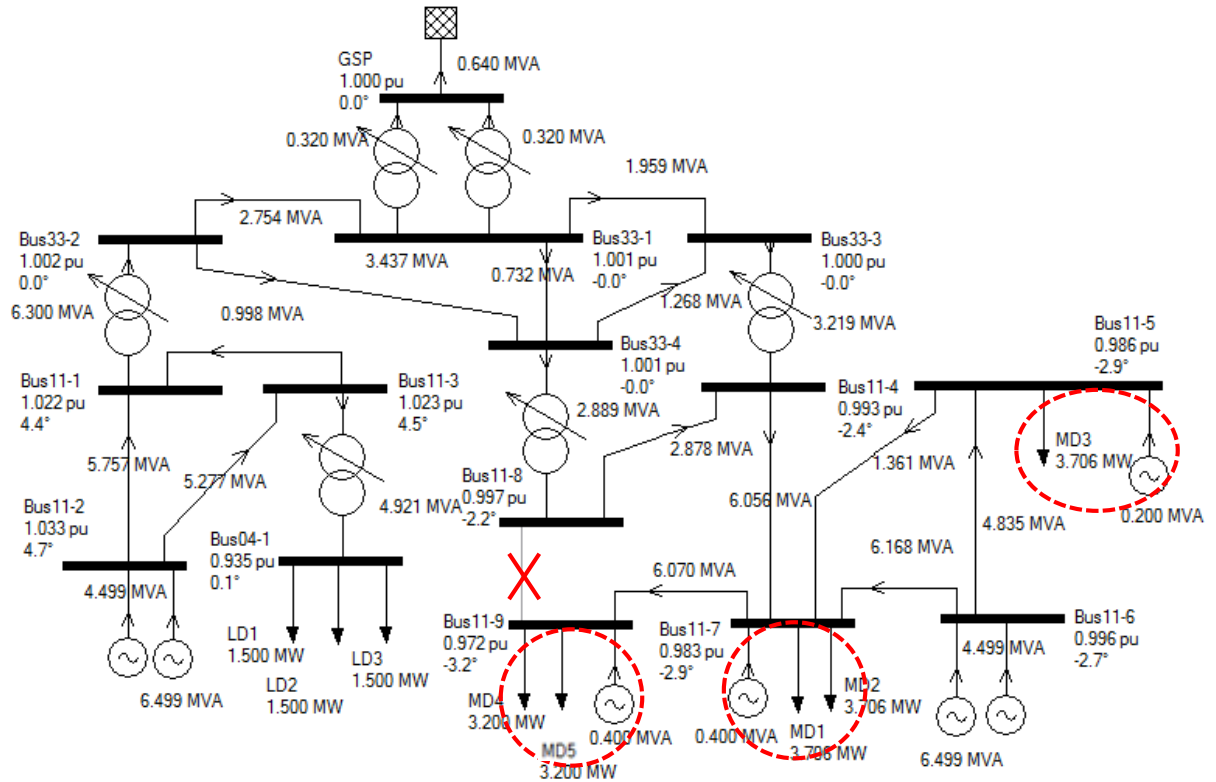 GSP
1.000 pu
0.0°
0.640 MVA
0.320 MVA
0.320 MVA
1.959 MVA
2.754 MVA
Bus33-2
1.002 pu
0.0°
6.300 MVA
3.437 MVA
0.732 MVA
Bus33-1
1.001 pu
-0.0°
Bus33-3
1.000 pu
-0.0°
0.998 MVA
1.268 MVA
3.219 MVA
Bus33-4
1.001 pu
-0.0°
Bus11-5
0.986 pu
-2.9°
Bus11-1
1.022 pu
4.4°
Bus11-3
1.023 pu
4.5°
2.889 MVA
Bus11-4
0.993 pu
-2.4°
MD3
3.706 MW
0.200 MVA
5.757 MVA
5.277 MVA
4.921 MVA
Bus11-8
0.997 pu
-2.2°
2.878 MVA
6.056 MVA
1.361 MVA
4.835 MVA
Bus11-2
1.033 pu
4.7°
Bus04-1
0.935 pu
0.1°
6.168 MVA
4.499 MVA
6.070 MVA
Bus11-9
0.972 pu
-3.2°
Bus11-7
0.983 pu
-2.9°
4.499 MVA
Bus11-6
0.996 pu
-2.7°
LD1
1.500 MW
LD2
1.500 MW
LD3
1.500 MW
6.499 MVA
MD4
3.200 MW
MD5
3.200 MW
0.400 MVA
0.400 MVA
MD1
MD2
3.706 MW
6.499 MVA